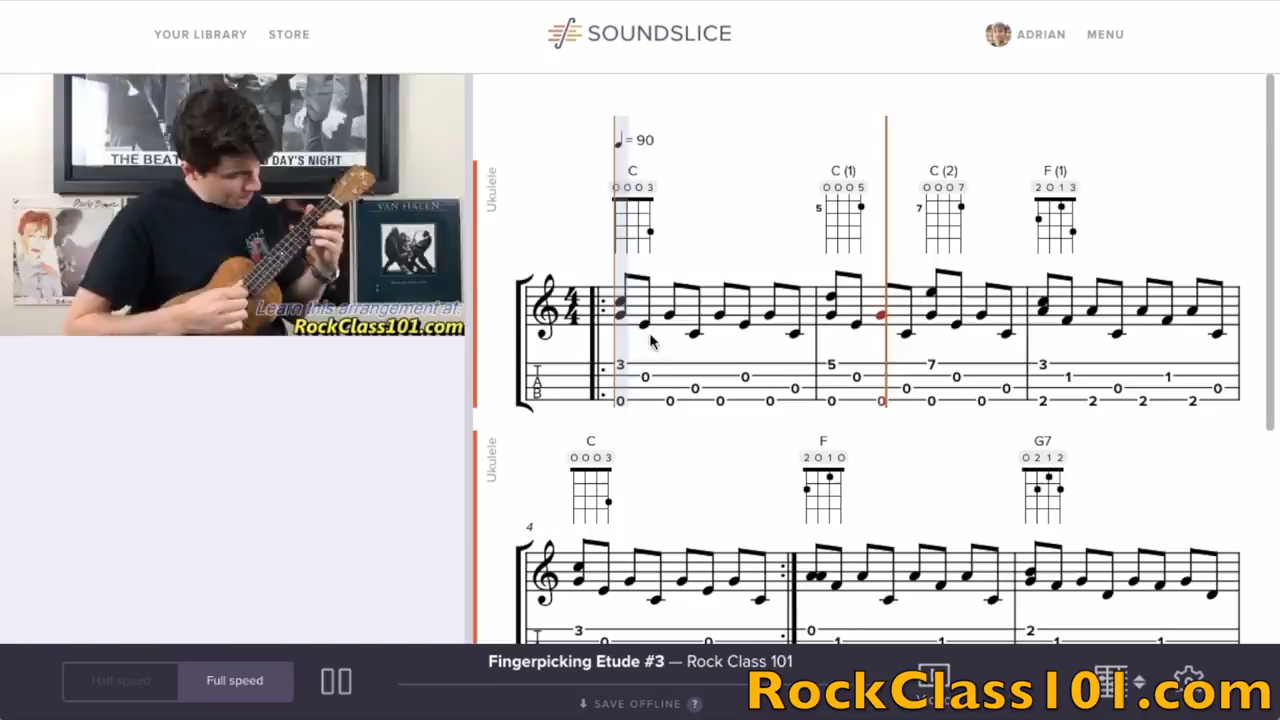 YOUR LIBRARY STORE SOUNDSLICE ADRIAN MENU
THE BEAT DAY'S NIGHT
VAN HALEN
Learn this arrangement at:
RockClass101.com
= 90
Ukulele
C C (1) C (2) F (1)
0 0 0 3 0 0 0 5 0 0 0 7 2 0 1 3
5 7
4
4
T
A
B
3 5 7 3
0 0 0 0 1 1
0 0 0 0 0 0
0 0 0 0 0 0 0 0 2 2 2 2
Ukulele
C F G7
0 0 0 3 2 0 1 0 0 2 1 2
4
3 0 2
0 0 1 1 1 1
Half speed Full speed
Fingerpicking Etude #3 — Rock Class 101
SAVE OFFLINE ?
RockClass101.com